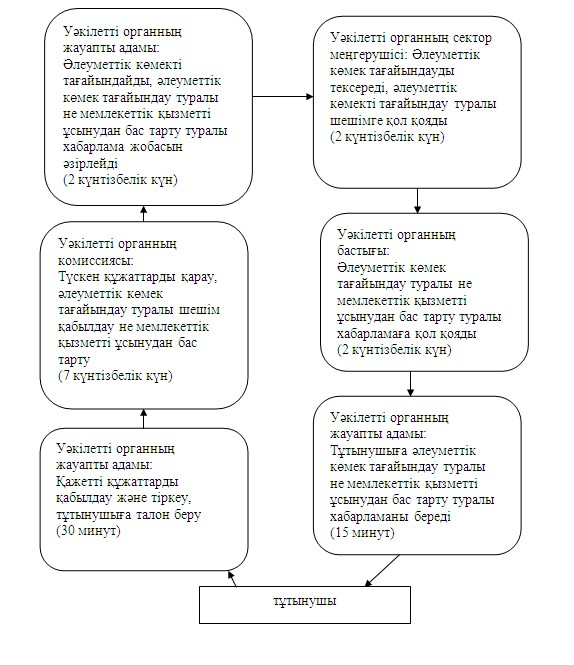 Уәкілетті органның
жауапты адамы:
Әлеуметтік көмекті
тағайындайды, әлеуметтік
көмек тағайындау туралы
не мемлекеттік қызметті
ұсынудан бас тарту туралы
хабарлама жобасын
әзірлейді
(2 күнтізбелік күн)
Уәкілетті органның сектор
меңгерушісі: Әлеуметтік
көмек тағайындауды
тексереді, әлеуметтік
көмекті тағайындау туралы
шешімге қол қояды
(2 күнтізбелік күн)
Уәкілетті органның
комиссиясы:
Түскен құжаттарды қарау,
әлеуметтік көмек
тағайындау туралы шешім
қабылдау не мемлекеттік
қызметті ұсынудан бас
тарту
(7 күнтізбелік күн)
Уәкілетті органның
бастығы:
Әлеуметтік көмек
тағайындау туралы не
мемлекеттік қызметті
ұсынудан бас тарту туралы
хабарламаға қол қояды
(2 күнтізбелік күн)
Уәкілетті органның
жауапты адамы:
Қажетті құжаттарды
қабылдау және тіркеу,
тұтынушыға талон беру
(30 минут)
Уәкілетті органның
жауапты адамы:
Тұтынушыға әлеуметтік
көмек тағайындау туралы
не мемлекеттік қызметті
ұсынудан бас тарту туралы
хабарламаны береді
(15 минут)
тұтынушы